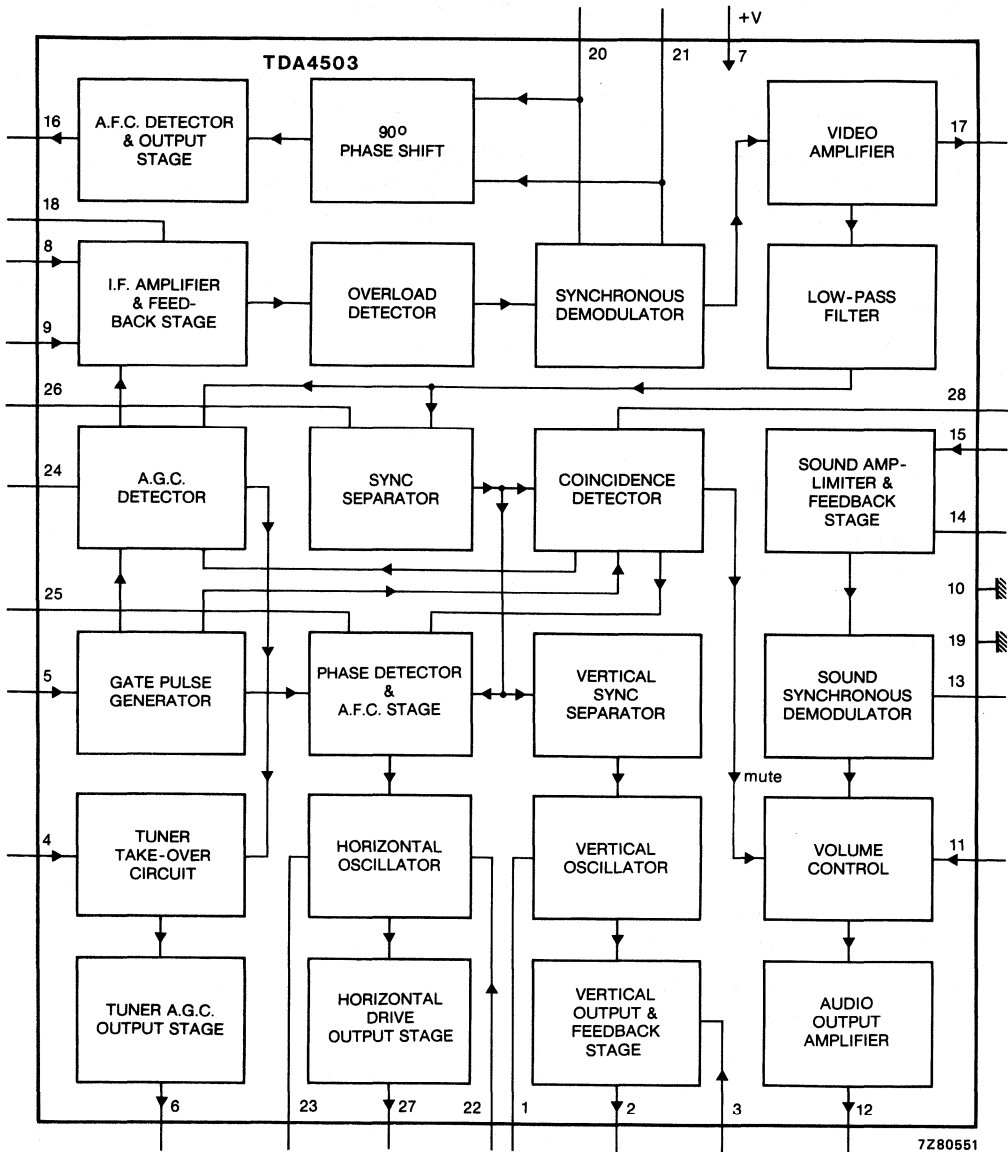 +V
20
21
7
TDA4503
16
A.F.C. DETECTOR
& OUTPUT
STAGE
90°
PHASE SHIFT
VIDEO
AMPLIFIER
17
18
8
I.F. AMPLIFIER
& FEED-
BACK STAGE
9
OVERLOAD
DETECTOR
SYNCHRONOUS
DEMODULATOR
LOW-PASS
FILTER
26
28
24
A.G.C.
DETECTOR
SYNC
SEPARATOR
COINCIDENCE
DETECTOR
SOUND AMP-
LIMITER &
FEEDBACK
STAGE
15
14
25
10
19
5
GATE PULSE
GENERATOR
PHASE DETECTOR
&
A.F.C. STAGE
VERTICAL
SYNC
SEPARATOR
SOUND
SYNCHRONOUS
DEMODULATOR
13
mute
4
TUNER
TAKE-OVER
CIRCUIT
HORIZONTAL
OSCILLATOR
VERTICAL
OSCILLATOR
VOLUME
CONTROL
11
TUNER A.G.C.
OUTPUT STAGE
HORIZONTAL
DRIVE
OUTPUT STAGE
VERTICAL
OUTPUT &
FEEDBACK
STAGE
AUDIO
OUTPUT
AMPLIFIER
6
23
27
22
1
2
3
12
7Z80551